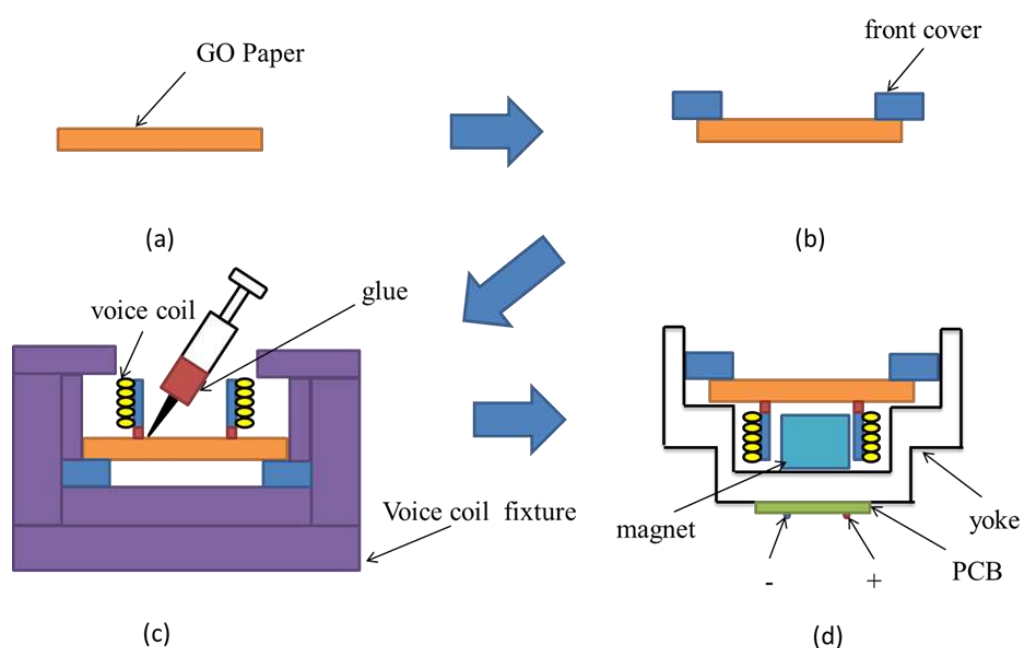 GO Paper
front cover
(a)
(b)
voice coil
glue
Voice coil fixture
magnet
yoke
PCB
-
+
(c)
(d)